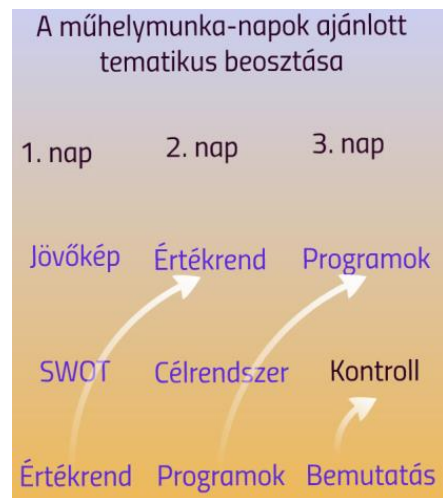 A műhelymunka-napok ajánlott
tematikus beosztása
1. nap 2. nap 3. nap
Jövőkép Értékrend Programok
SWOT Célrendszer Kontroll
Értékrend Programok Bemutatás